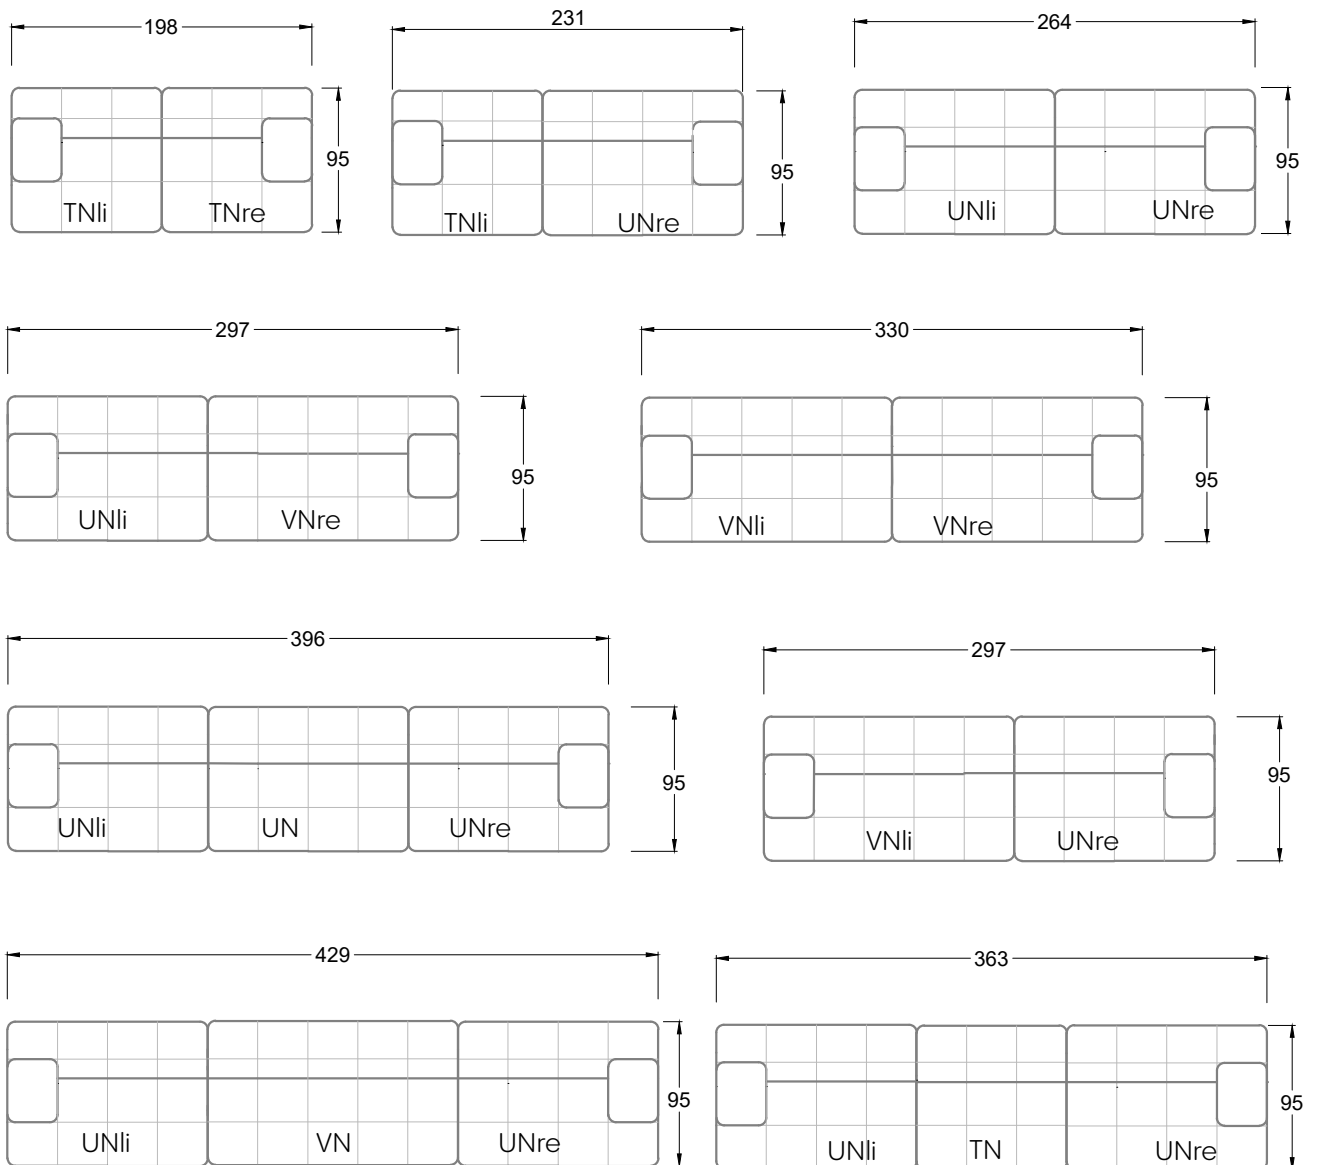 198
231
264
95
95
95
TNli TNre
TNli UNre
UNli UNre
297
330
95
95
UNli VNre
VNli VNre
396
297
95
95
UNli UN UNre
VNli UNre
429
363
95
95
UNli VN UNre
UNli TN UNre